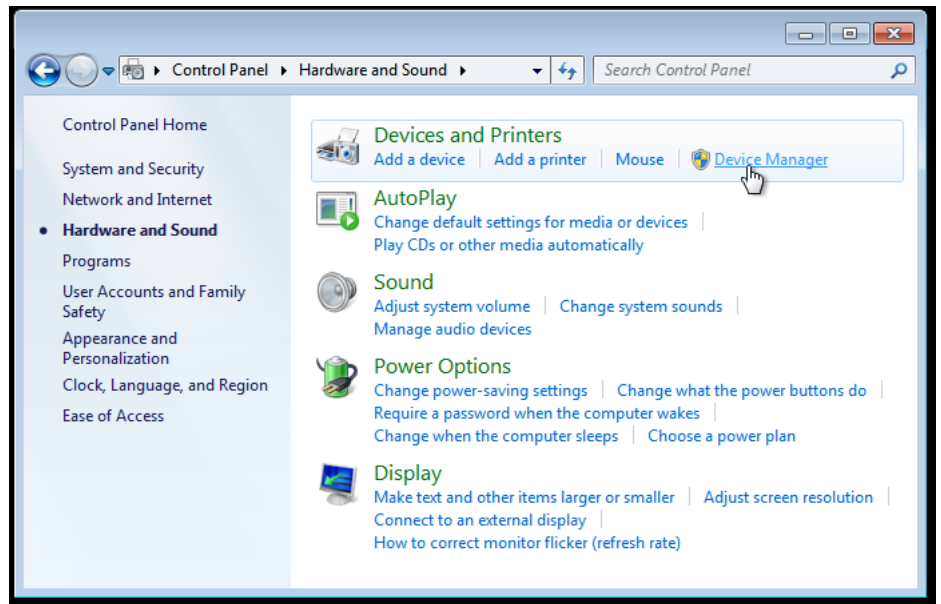 Control Panel Hardware and Sound Search Control Panel
Control Panel Home
System and Security
Network and Internet
Hardware and Sound
Programs
User Accounts and Family
Safety
Appearance and
Personalization
Clock, Language, and Region
Ease of Access
Devices and Printers
Add a device Add a printer Mouse Device Manager
AutoPlay
Change default settings for media or devices
Play CDs or other media automatically
Sound
Adjust system volume Change system sounds
Manage audio devices
Power Options
Change power-saving settings Change what the power buttons do
Require a password when the computer wakes
Change when the computer sleeps Choose a power plan
Display
Make text and other items larger or smaller Adjust screen resolution
Connect to an external display
How to correct monitor flicker (refresh rate)